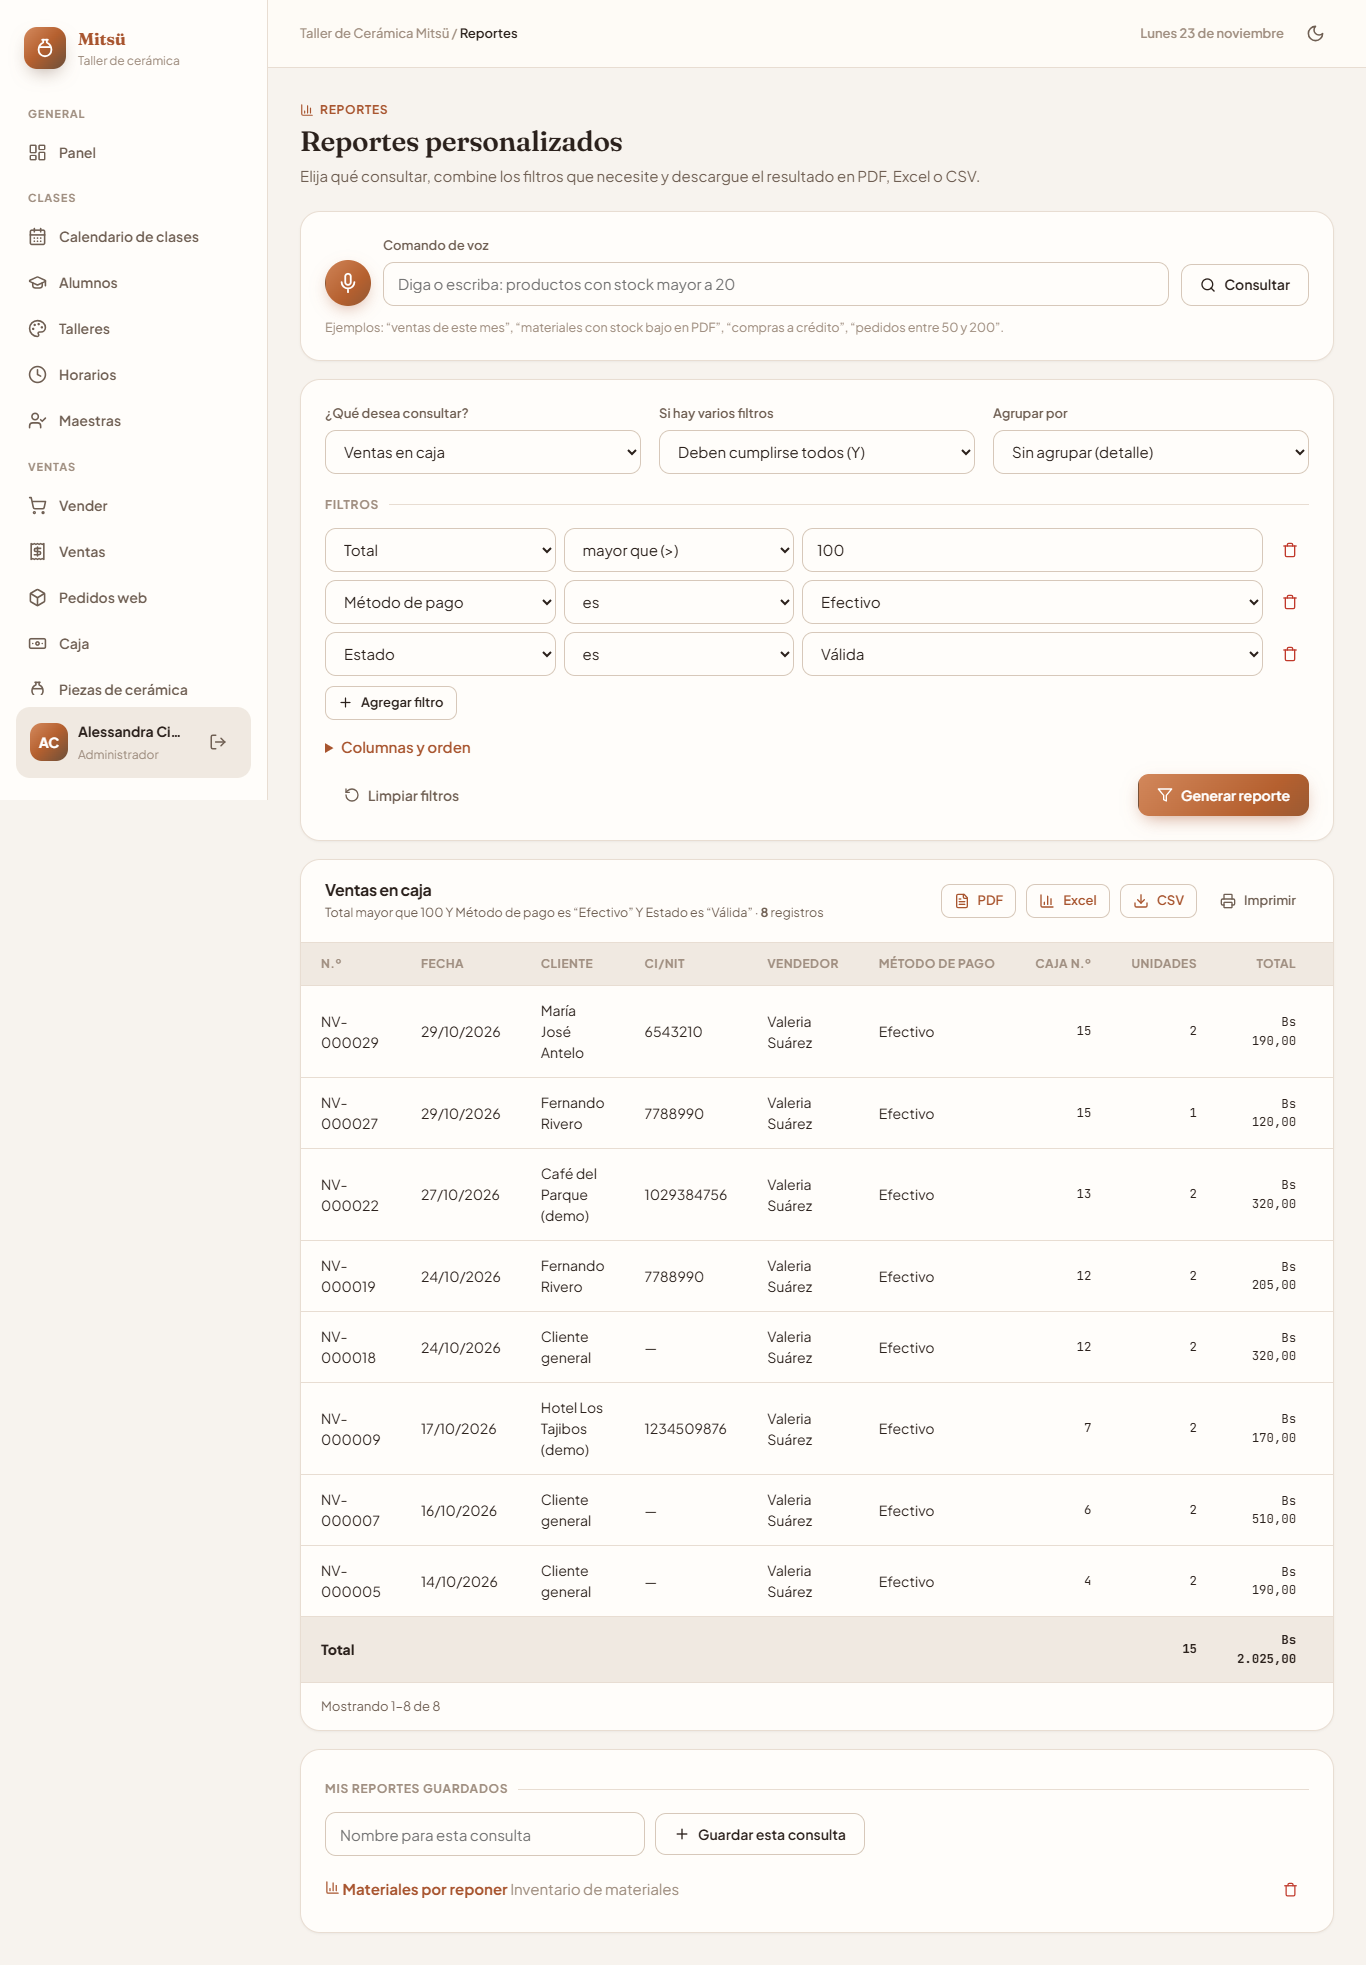 Mitsü
Taller de cerámica
GENERAL
Panel
CLASES
Calendario de clases
Alumnos
Talleres
Horarios
Maestras
VENTAS
Vender
Ventas
Pedidos web
Caja
Piezas de cerámica
AC
Alessandra Ci...
Administrador
Taller de Cerámica Mitsü / Reportes
Lunes 23 de noviembre
REPORTES
Reportes personalizados
Elija qué consultar, combine los filtros que necesite y descargue el resultado en PDF, Excel o CSV.
Comando de voz
Diga o escriba: productos con stock mayor a 20
Consultar
Ejemplos: “ventas de este mes”, “materiales con stock bajo en PDF”, “compras a crédito”, “pedidos entre 50 y 200”.
¿Qué desea consultar?
Si hay varios filtros
Agrupar por
Ventas en caja
Deben cumplirse todos (Y)
Sin agrupar (detalle)
FILTROS
Total
mayor que (>)
100
Método de pago
es
Efectivo
Estado
es
Válida
Agregar filtro
Columnas y orden
Limpiar filtros
Generar reporte
Ventas en caja
Total mayor que 100 Y Método de pago es “Efectivo” Y Estado es “Válida” · 8 registros
PDF
Excel
CSV
Imprimir
N.º FECHA CLIENTE CI/NIT VENDEDOR MÉTODO DE PAGO CAJA N.º UNIDADES TOTAL
NV-000029 29/10/2026 María José Antelo 6543210 Valeria Suárez Efectivo 15 2 Bs 190,00
NV-000027 29/10/2026 Fernando Rivero 7788990 Valeria Suárez Efectivo 15 1 Bs 120,00
NV-000022 27/10/2026 Café del Parque (demo) 1029384756 Valeria Suárez Efectivo 13 2 Bs 320,00
NV-000019 24/10/2026 Fernando Rivero 7788990 Valeria Suárez Efectivo 12 2 Bs 205,00
NV-000018 24/10/2026 Cliente general — Valeria Suárez Efectivo 12 2 Bs 320,00
NV-000009 17/10/2026 Hotel Los Tajibos (demo) 1234509876 Valeria Suárez Efectivo 7 2 Bs 170,00
NV-000007 16/10/2026 Cliente general — Valeria Suárez Efectivo 6 2 Bs 510,00
NV-000005 14/10/2026 Cliente general — Valeria Suárez Efectivo 4 2 Bs 190,00
Total 15 Bs 2.025,00
Mostrando 1–8 de 8
MIS REPORTES GUARDADOS
Nombre para esta consulta
Guardar esta consulta
Materiales por reponer Inventario de materiales